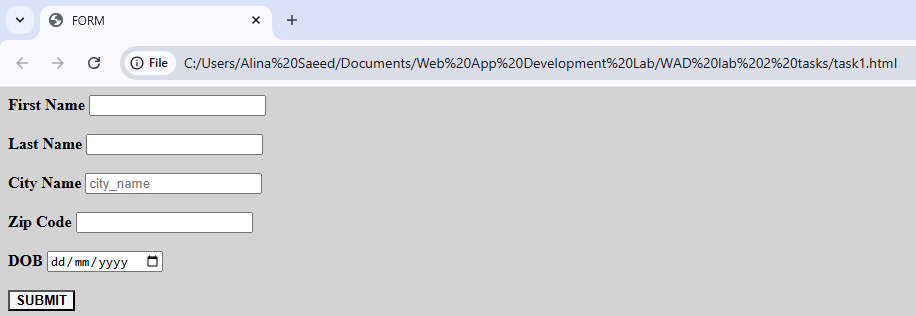 FORM
File C:/Users/Alina%20Saeed/Documents/Web%20App%20Development%20Lab/WAD%20lab%202%20tasks/task1.html
First Name
Last Name
City Name city_name
Zip Code
DOB dd/mm/yyyy
SUBMIT